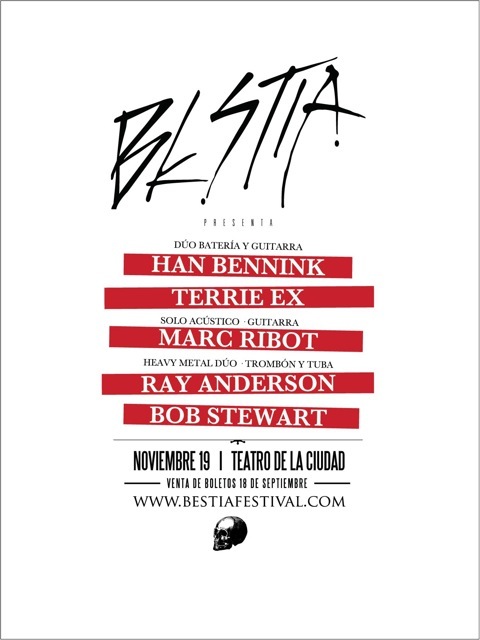 BESTIA
PRESENTA
DÚO BATERÍA Y GUITARRA
HAN BENNINK
TERRIE EX
SOLO ACÚSTICO · GUITARRA
MARC RIBOT
HEAVY METAL DÚO · TROMBÓN Y TUBA
RAY ANDERSON
BOB STEWART
NOVIEMBRE 19 | TEATRO DE LA CIUDAD
VENTA DE BOLETOS 18 DE SEPTIEMBRE
WWW.BESTIAFESTIVAL.COM